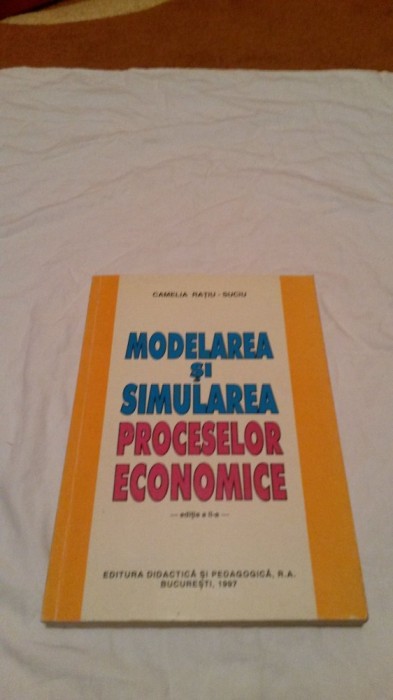 CAMELIA RAȚIU - SUCIU
MODELAREA
ȘI
SIMULAREA
PROCESELOR
ECONOMICE
— ediția a II-a —
EDITURA DIDACTICĂ ȘI PEDAGOGICĂ, R.A.
BUCUREȘTI, 1997